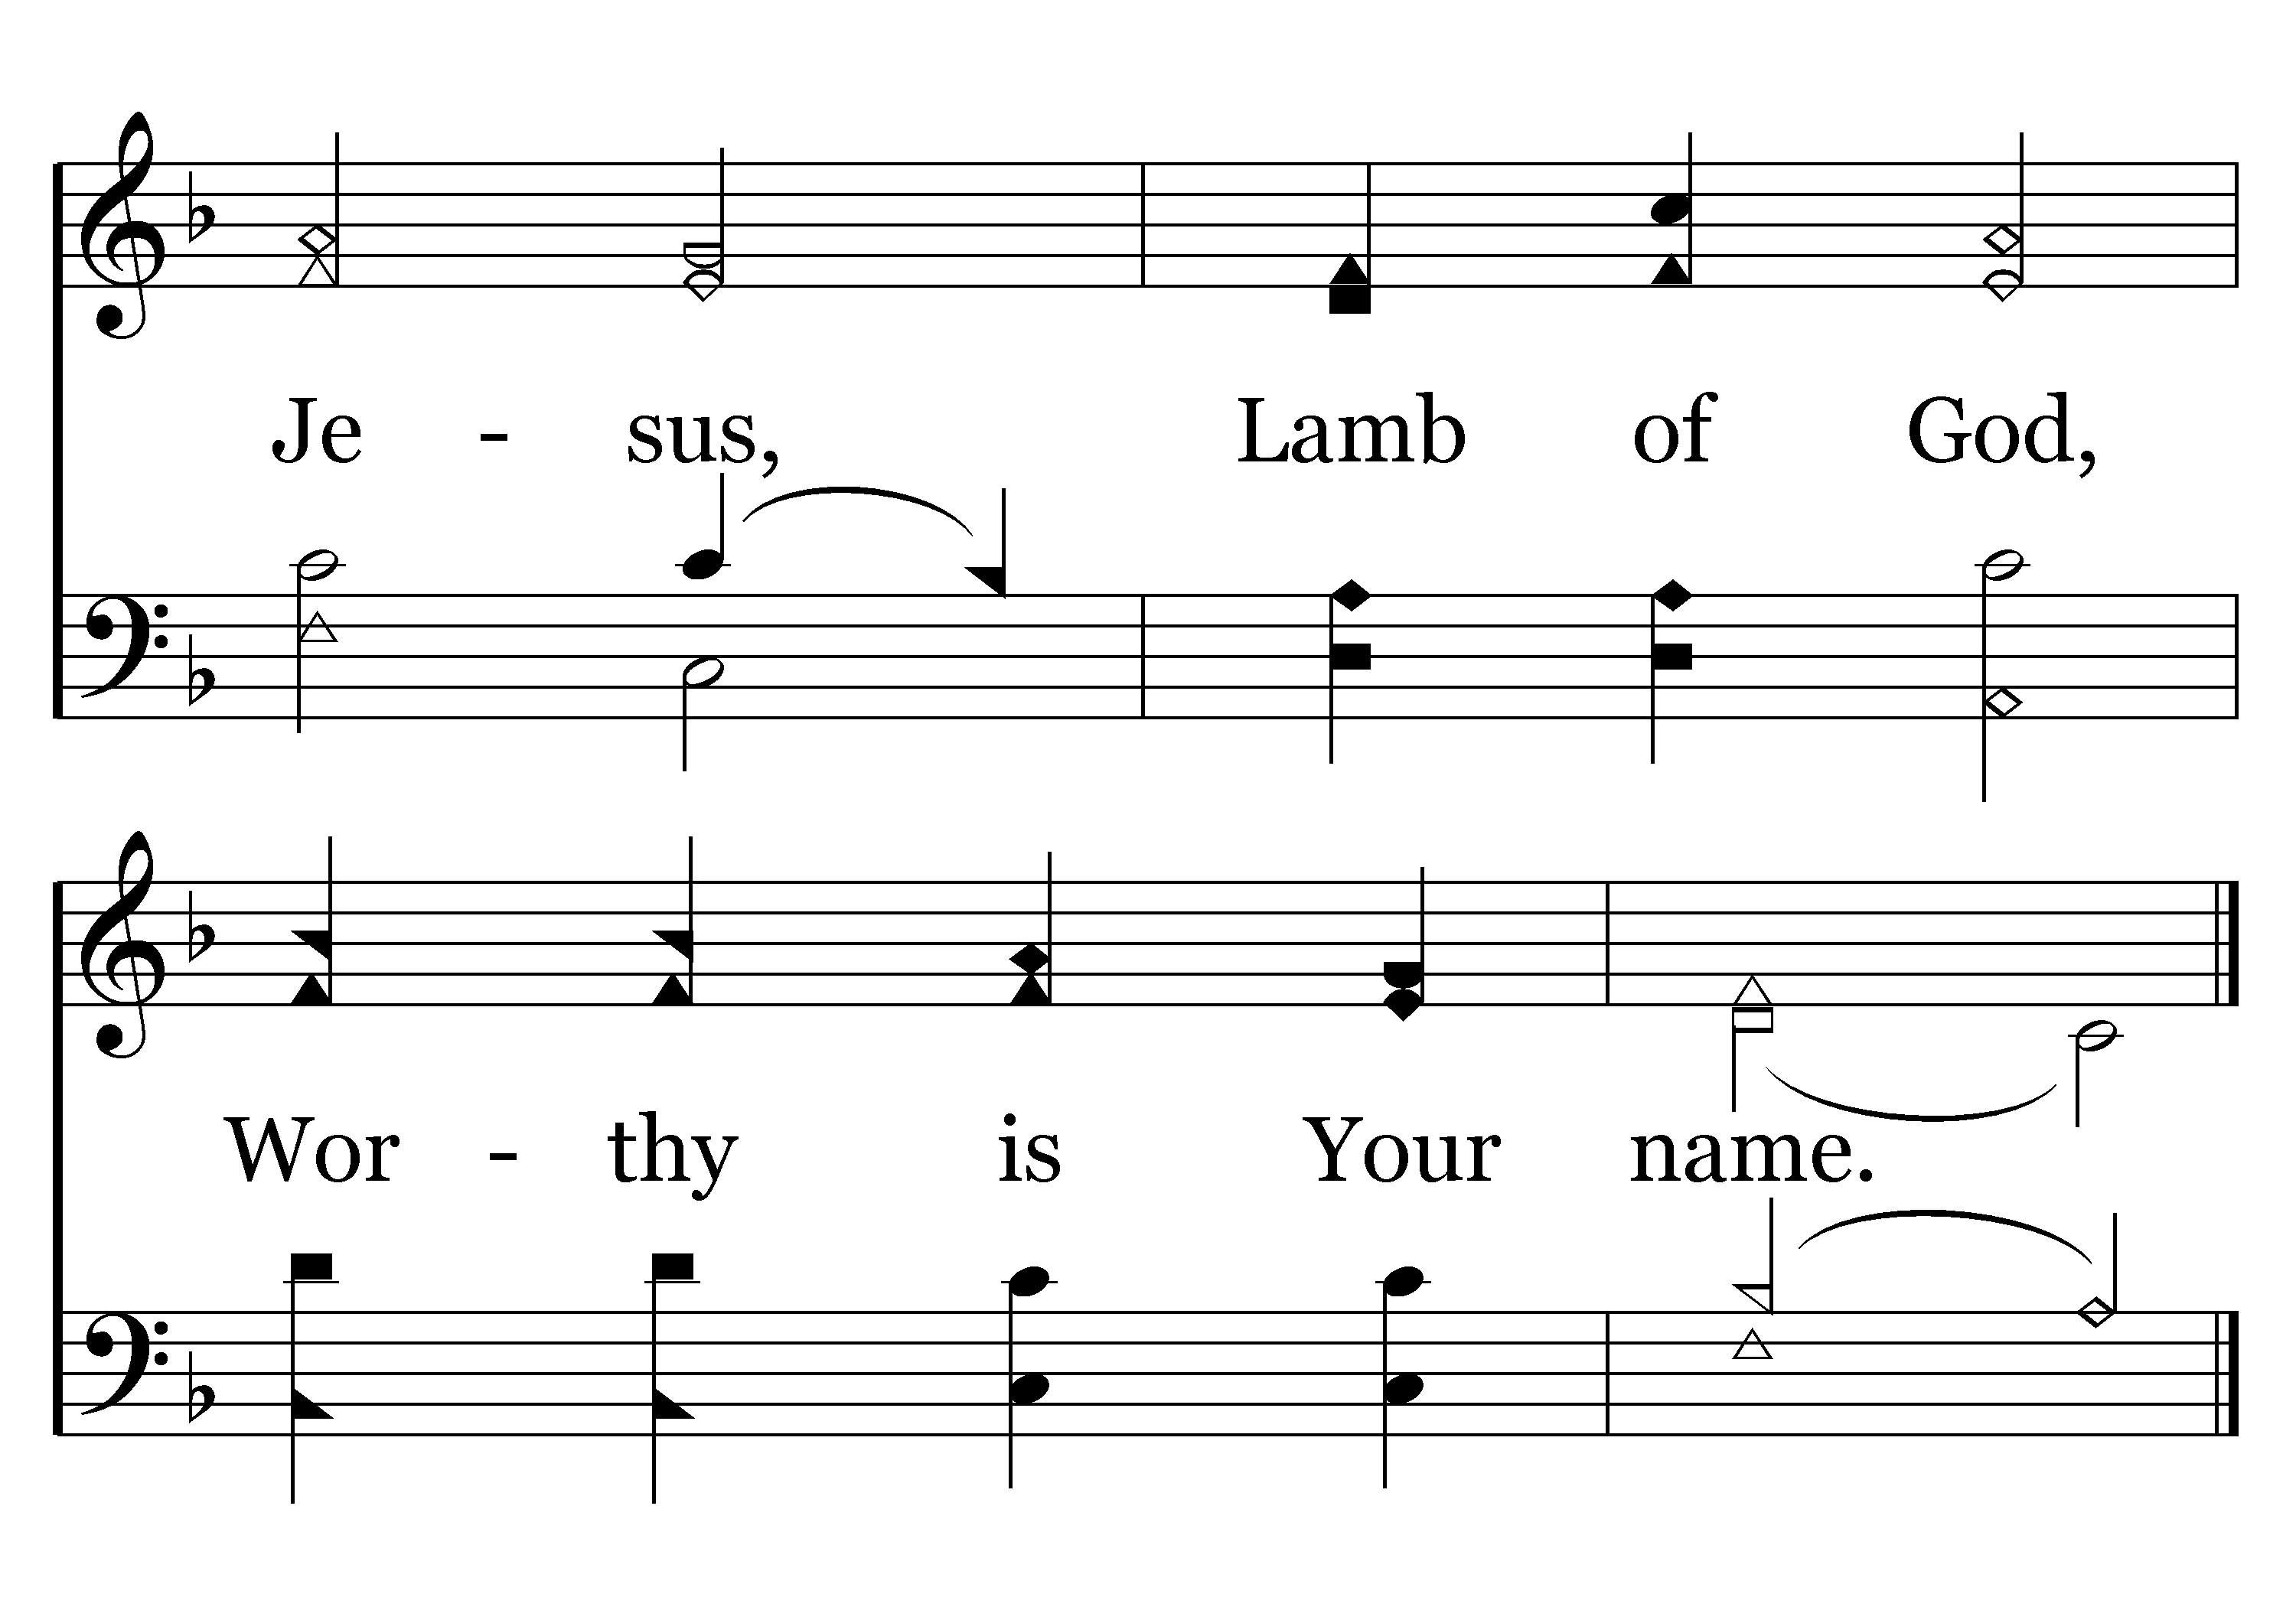 Je - sus, Lamb of God,
Wor - thy is Your name.